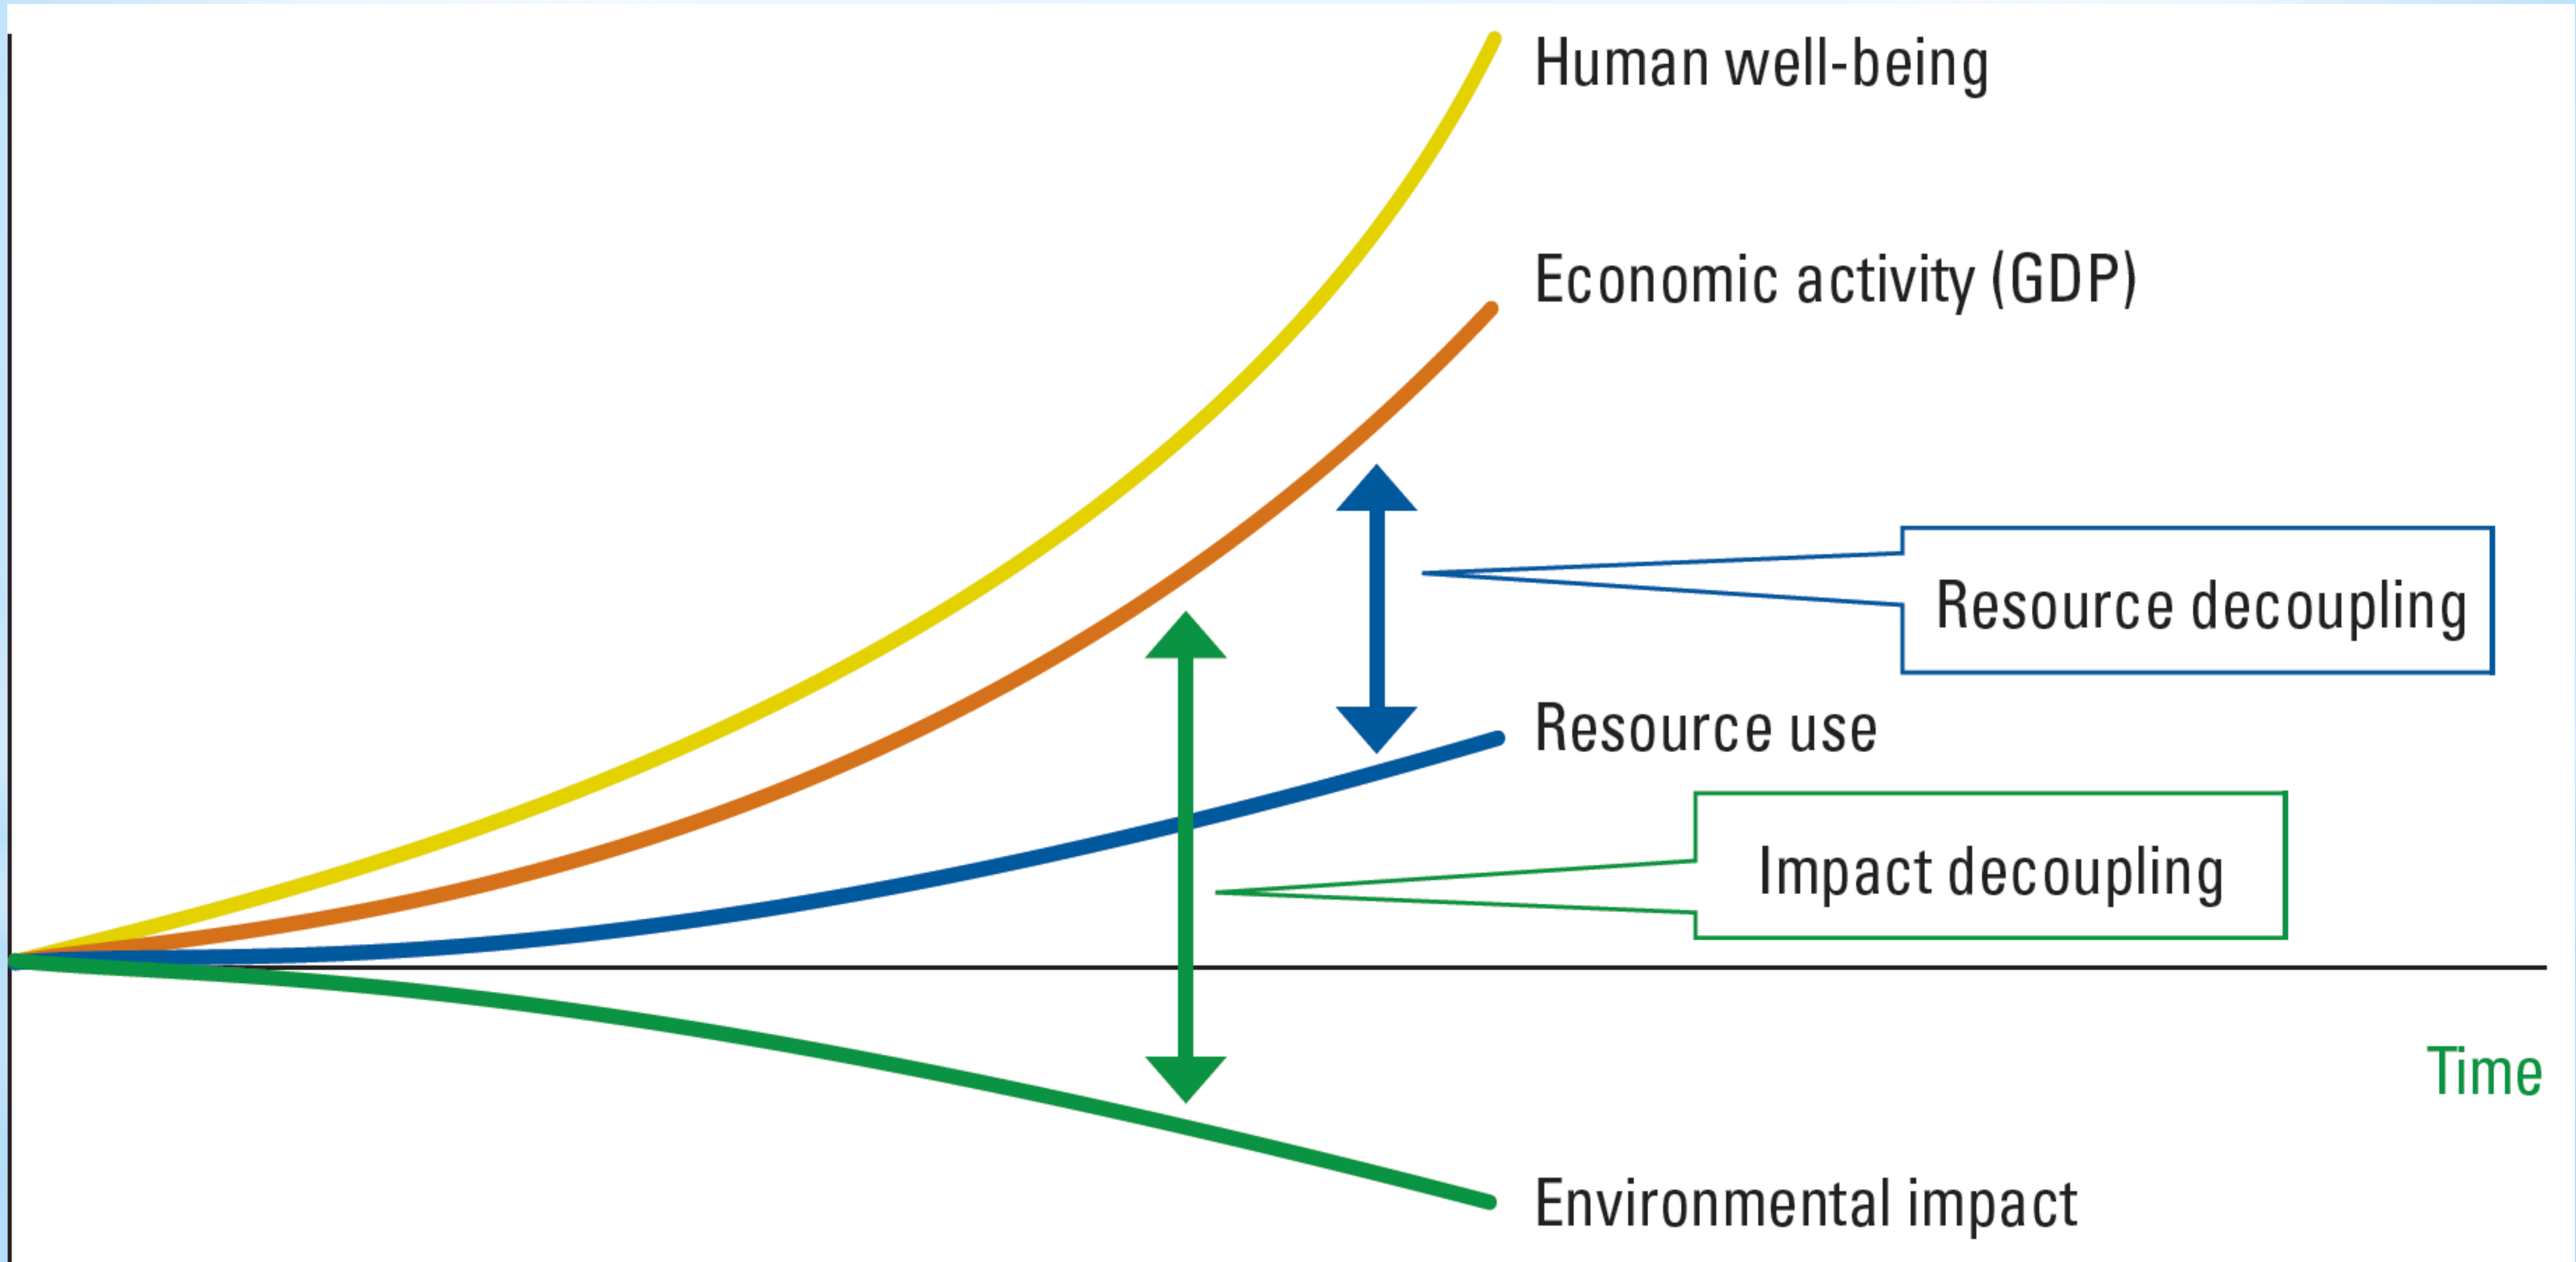 Human well-being
Economic activity (GDP)
Resource decoupling
Resource use
Impact decoupling
Time
Environmental impact